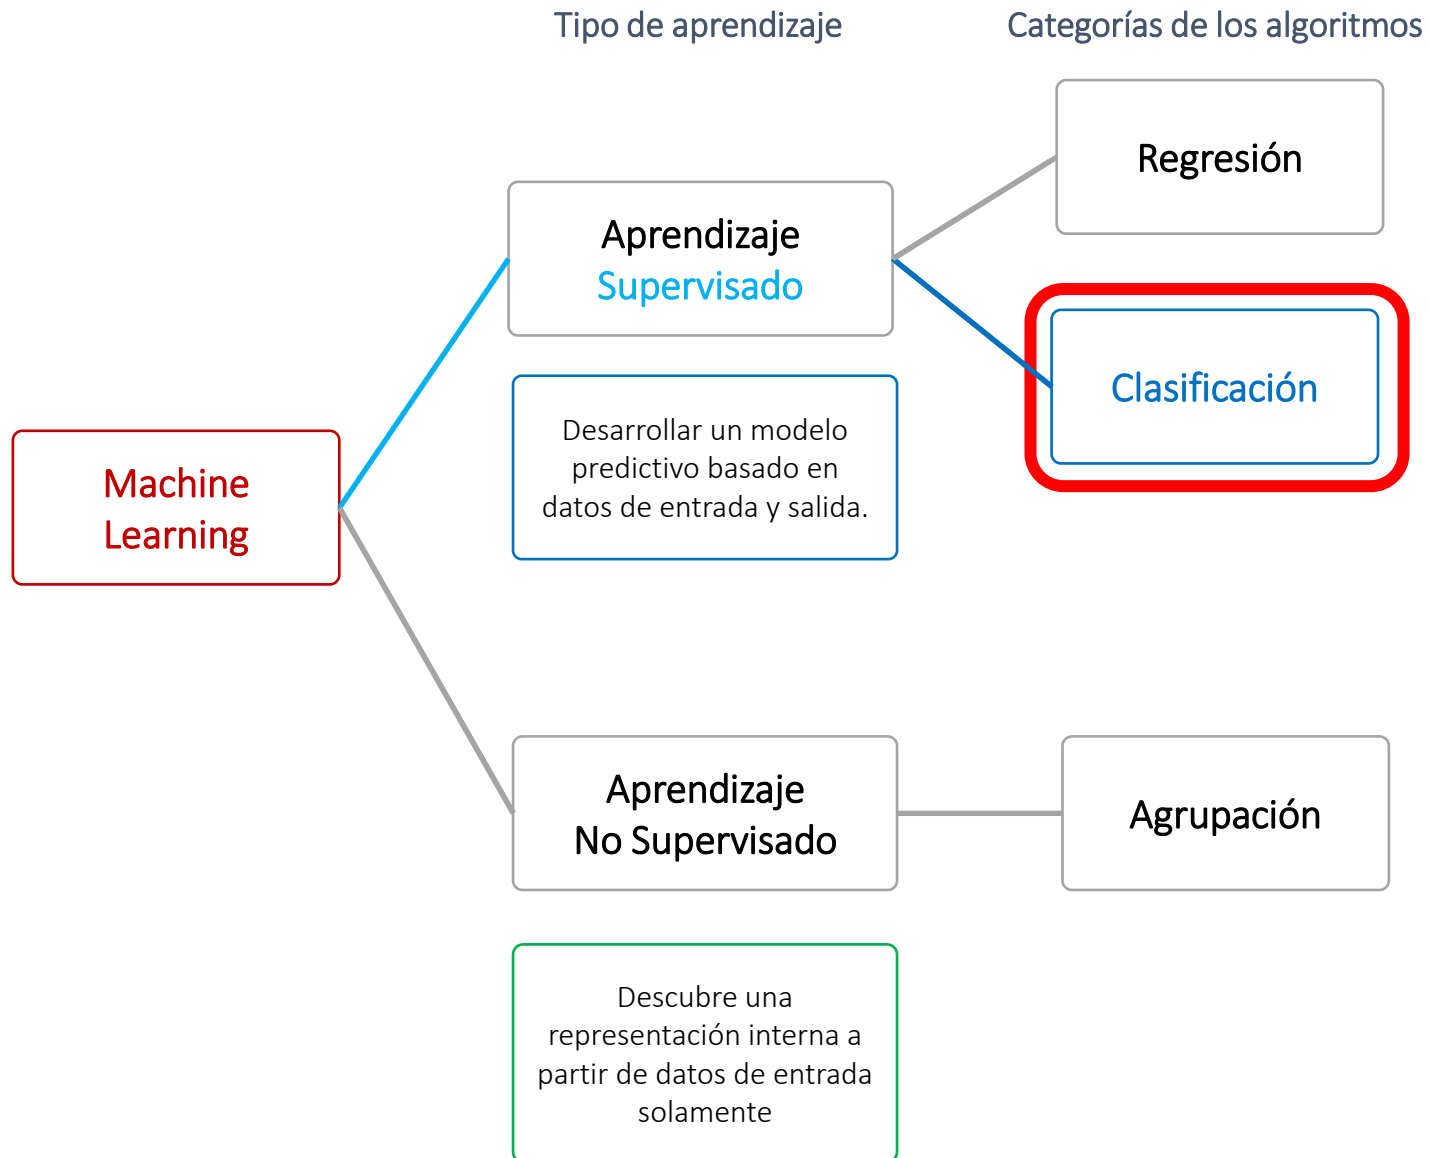 Tipo de aprendizaje
Categorías de los algoritmos
Regresión
Aprendizaje
Supervisado
Clasificación
Desarrollar un modelo
predictivo basado en
datos de entrada y salida.
Machine
Learning
Aprendizaje
No Supervisado
Agrupación
Descubre una
representación interna a
partir de datos de entrada
solamente